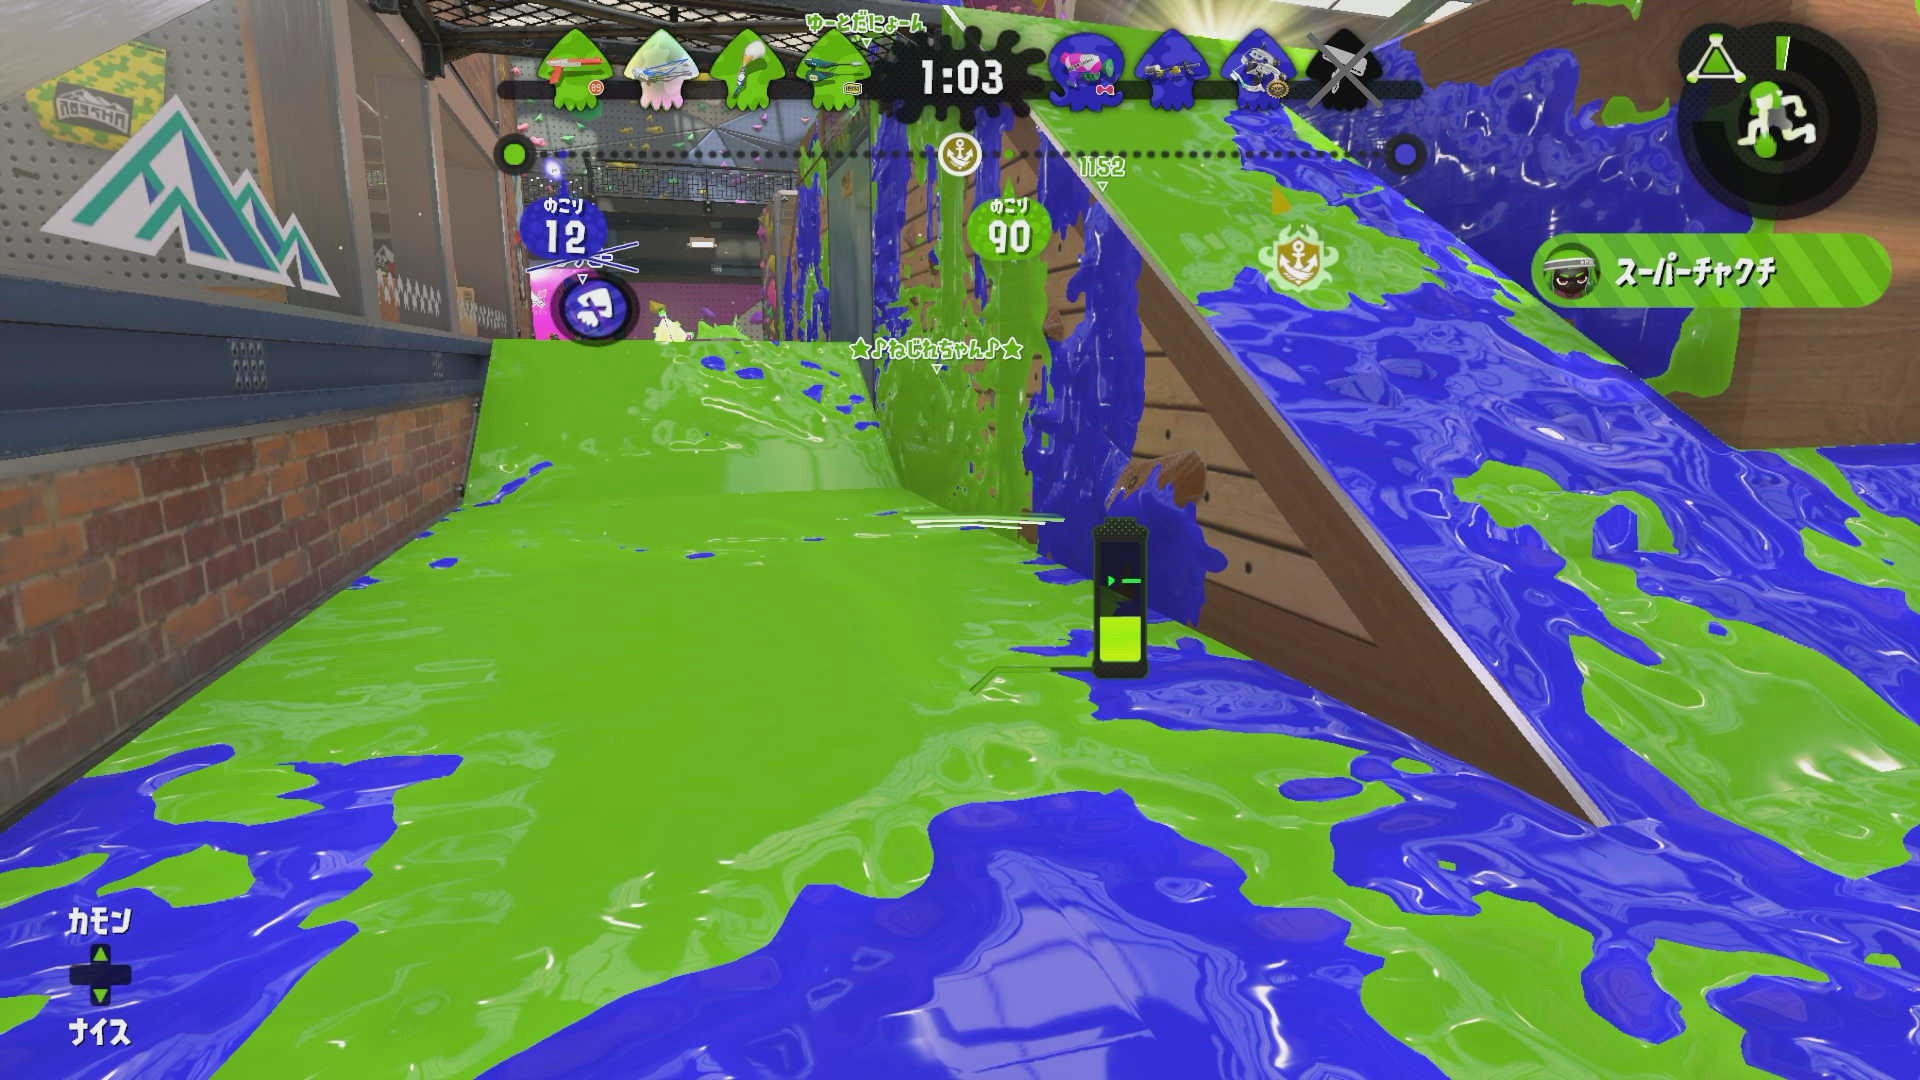 ゆーとだにょーん
1:03
89
1152
のこり
12
のこり
90
スーパーチャクチ
★♪ねじれちゃん♪★
カモン
ナイス